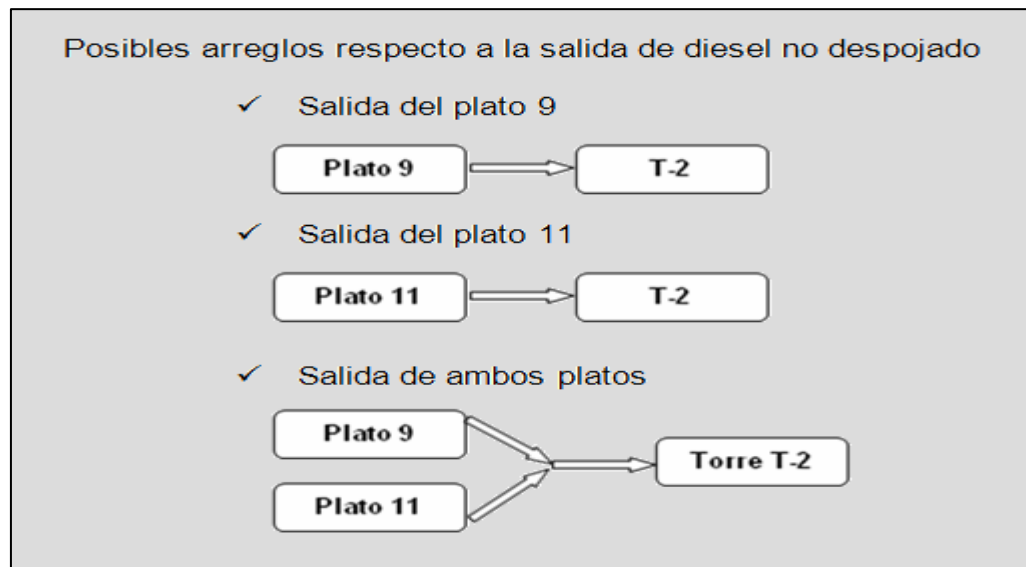 Posibles arreglos respecto a la salida de diesel no despojado
✓ Salida del plato 9
Plato 9 T-2
✓ Salida del plato 11
Plato 11 T-2
✓ Salida de ambos platos
Plato 9
Torre T-2
Plato 11